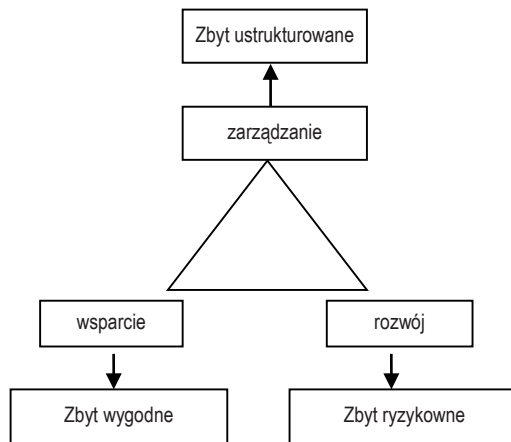 Zbyt ustrukturowane
zarządzanie
wsparcie
rozwój
Zbyt wygodne
Zbyt ryzykowne